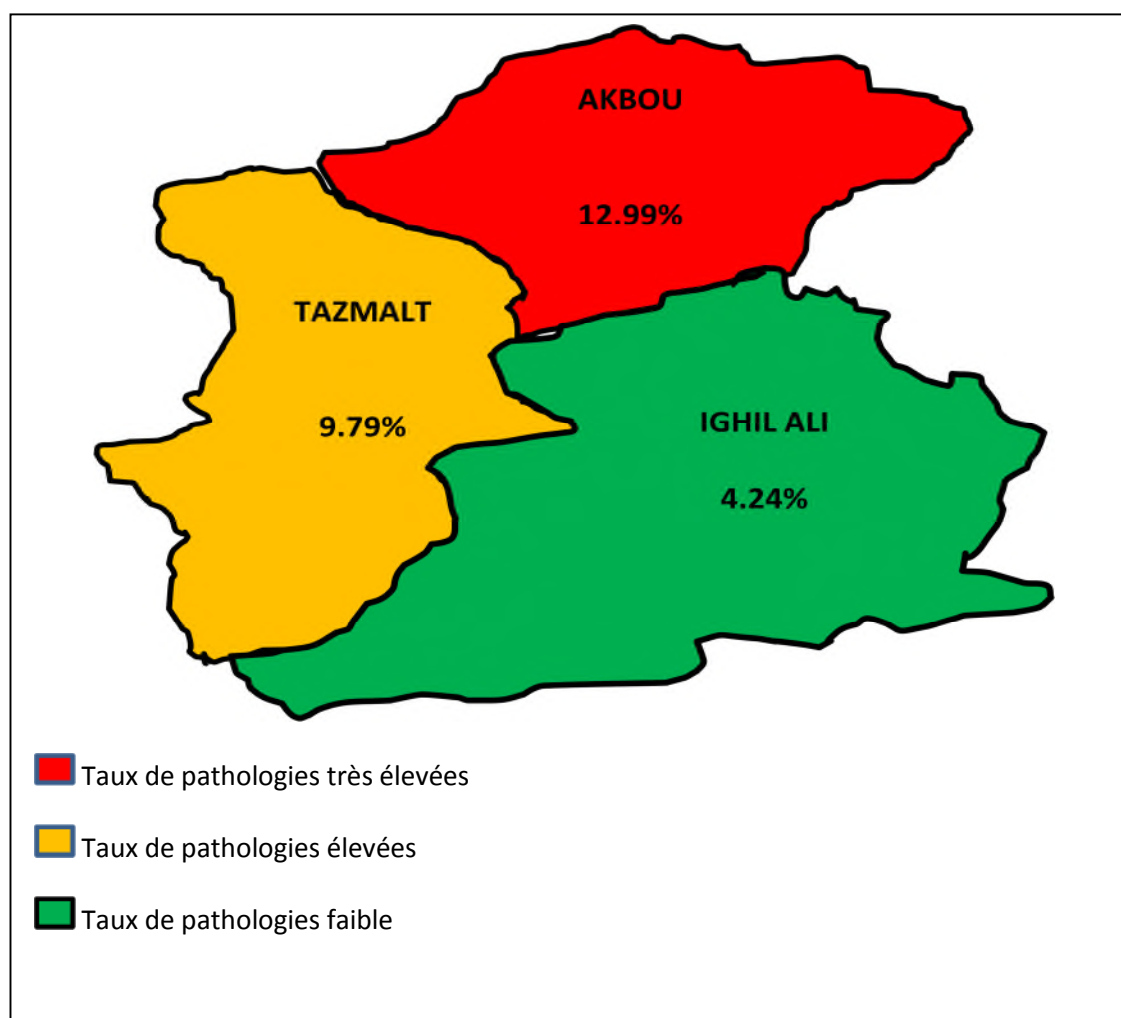 AKBOU
12.99%
TAZMALT
9.79%
IGHIL ALI
4.24%
Taux de pathologies très élevées
Taux de pathologies élevées
Taux de pathologies faible